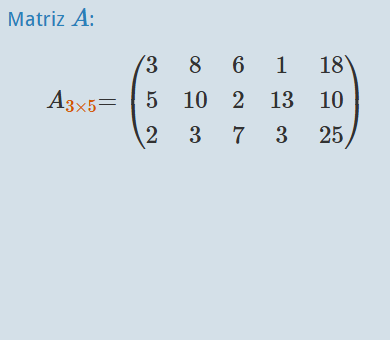 Matriz A:
3 8 6 1 18
A3×5= 5 10 2 13 10
2 3 7 3 25